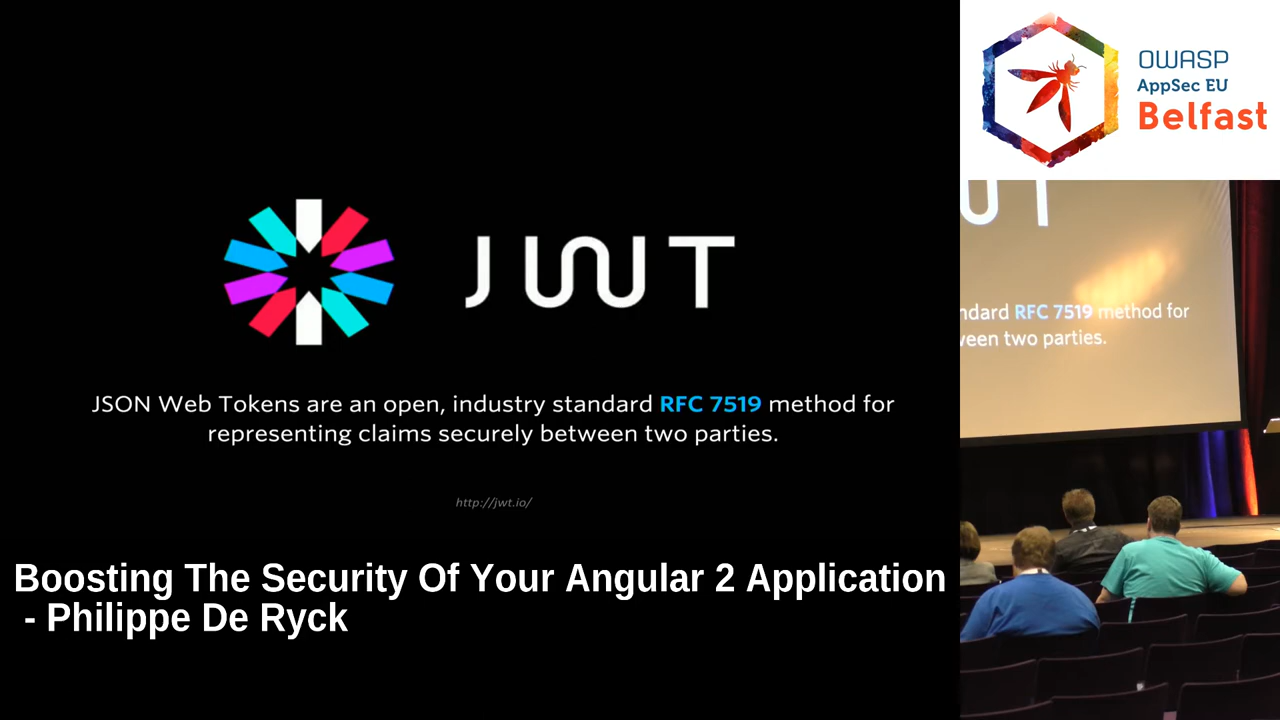 JWT
JSON Web Tokens are an open, industry standard RFC 7519 method for
representing claims securely between two parties.
http://jwt.io/
Boosting The Security Of Your Angular 2 Application
- Philippe De Ryck
OWASP
AppSec EU
Belfast
ndard RFC 7519 method for
veen two parties.